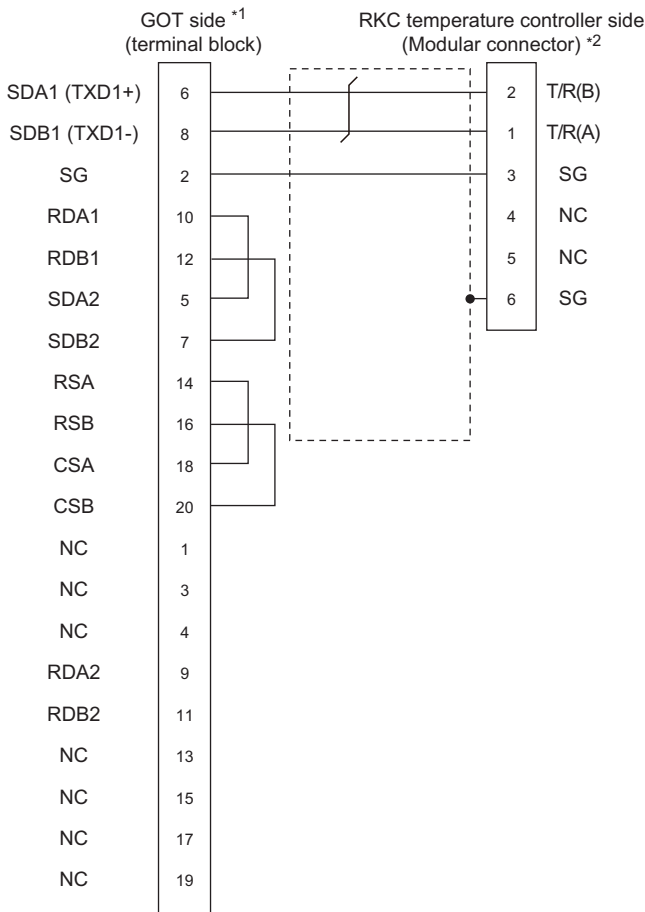 GOT side *1 RKC temperature controller side
(terminal block) (Modular connector) *2
SDA1 (TXD1+) 6 2 T/R(B)
SDB1 (TXD1-) 8 1 T/R(A)
SG 2 3 SG
RDA1 10 4 NC
RDB1 12 5 NC
SDA2 5 6 SG
SDB2 7
RSA 14
RSB 16
CSA 18
CSB 20
NC 1
NC 3
NC 4
RDA2 9
RDB2 11
NC 13
NC 15
NC 17
NC 19